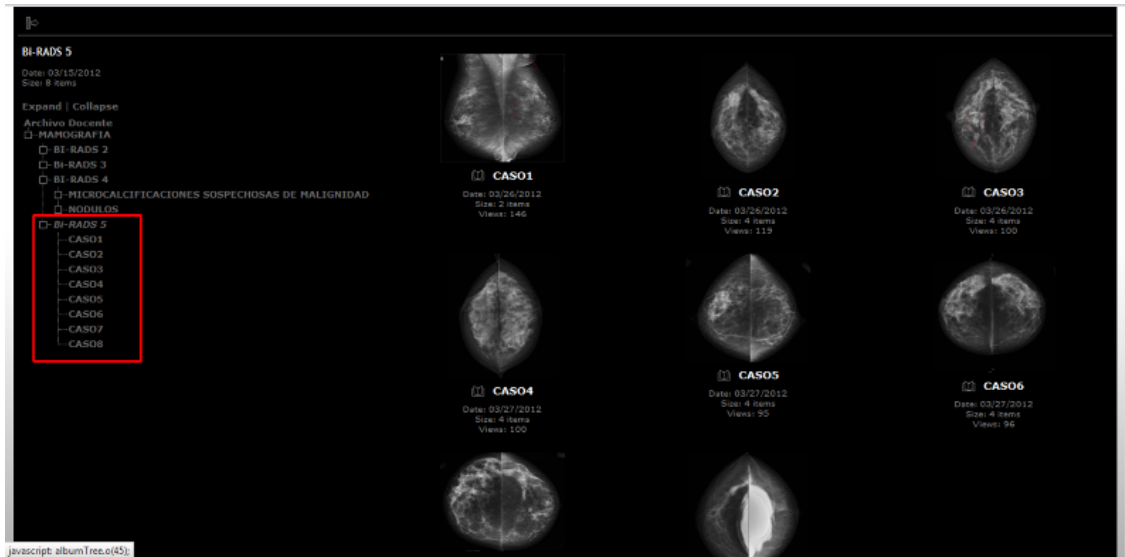 BI-RADS 5
Date: 03/15/2012
Size: 8 items
Expand | Collapse
Archivo Docente
MAMOGRAFIA
BI-RADS 2
BI-RADS 3
BI-RADS 4
MICROCALCIFICACIONES SOSPECHOSAS DE MALIGNIDAD
NODULOS
BI-RADS 5
CASO1
CASO2
CASO3
CASO4
CASO5
CASO6
CASO7
CASO8
CASO1
Date: 03/26/2012
Size: 2 items
Views: 146
CASO2
Date: 03/26/2012
Size: 4 items
Views: 119
CASO3
Date: 03/26/2012
Size: 4 items
Views: 100
CASO4
Date: 03/27/2012
Size: 4 items
Views: 100
CASO5
Date: 03/27/2012
Size: 4 items
Views: 95
CASO6
Date: 03/27/2012
Size: 4 items
Views: 96
javascript: albumTree.o(45);